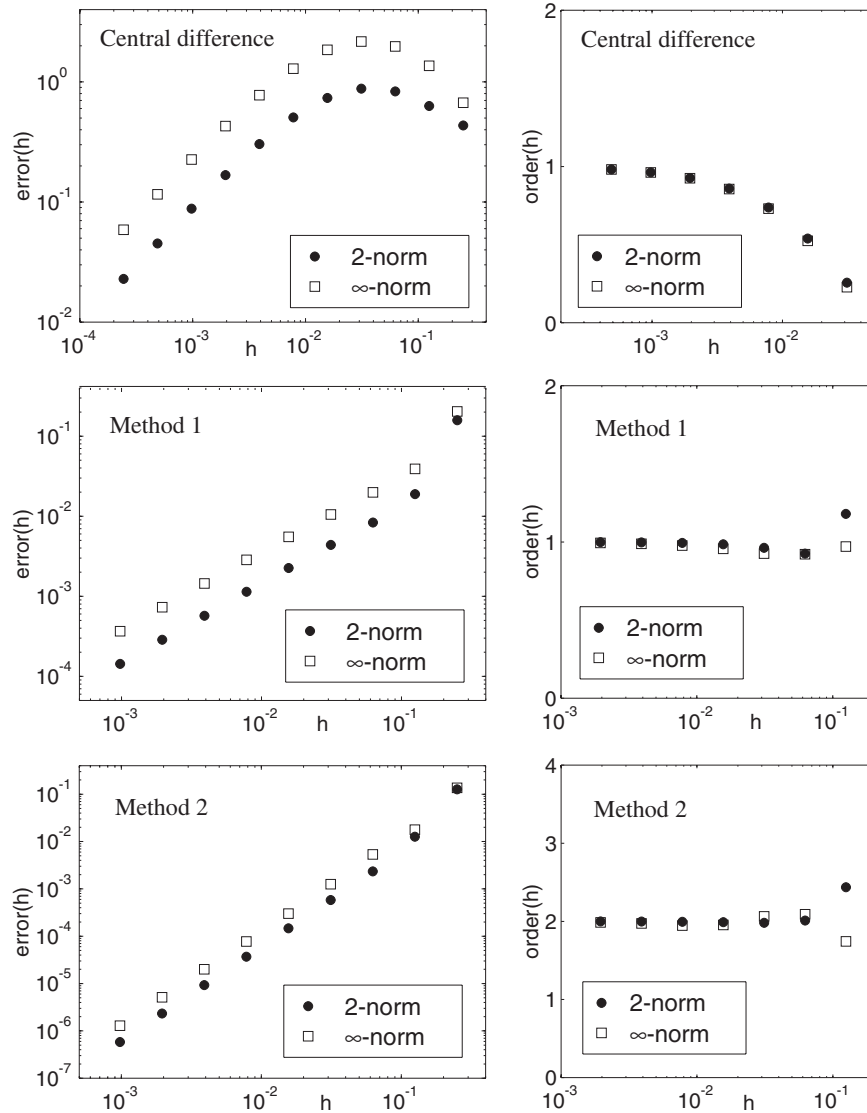 Central difference
error(h)
10^0
10^-1
10^-2
2-norm
∞-norm
10^-4
10^-3
10^-2
10^-1
h
Central difference
order(h)
2
1
0
2-norm
∞-norm
10^-3
10^-2
h
Method 1
error(h)
10^-1
10^-2
10^-3
10^-4
2-norm
∞-norm
10^-3
10^-2
10^-1
h
Method 1
order(h)
2
1
0
2-norm
∞-norm
10^-3
10^-2
10^-1
h
Method 2
error(h)
10^-1
10^-2
10^-3
10^-4
10^-5
10^-6
10^-7
2-norm
∞-norm
10^-3
10^-2
10^-1
h
Method 2
order(h)
4
3
2
1
0
2-norm
∞-norm
10^-3
10^-2
10^-1
h